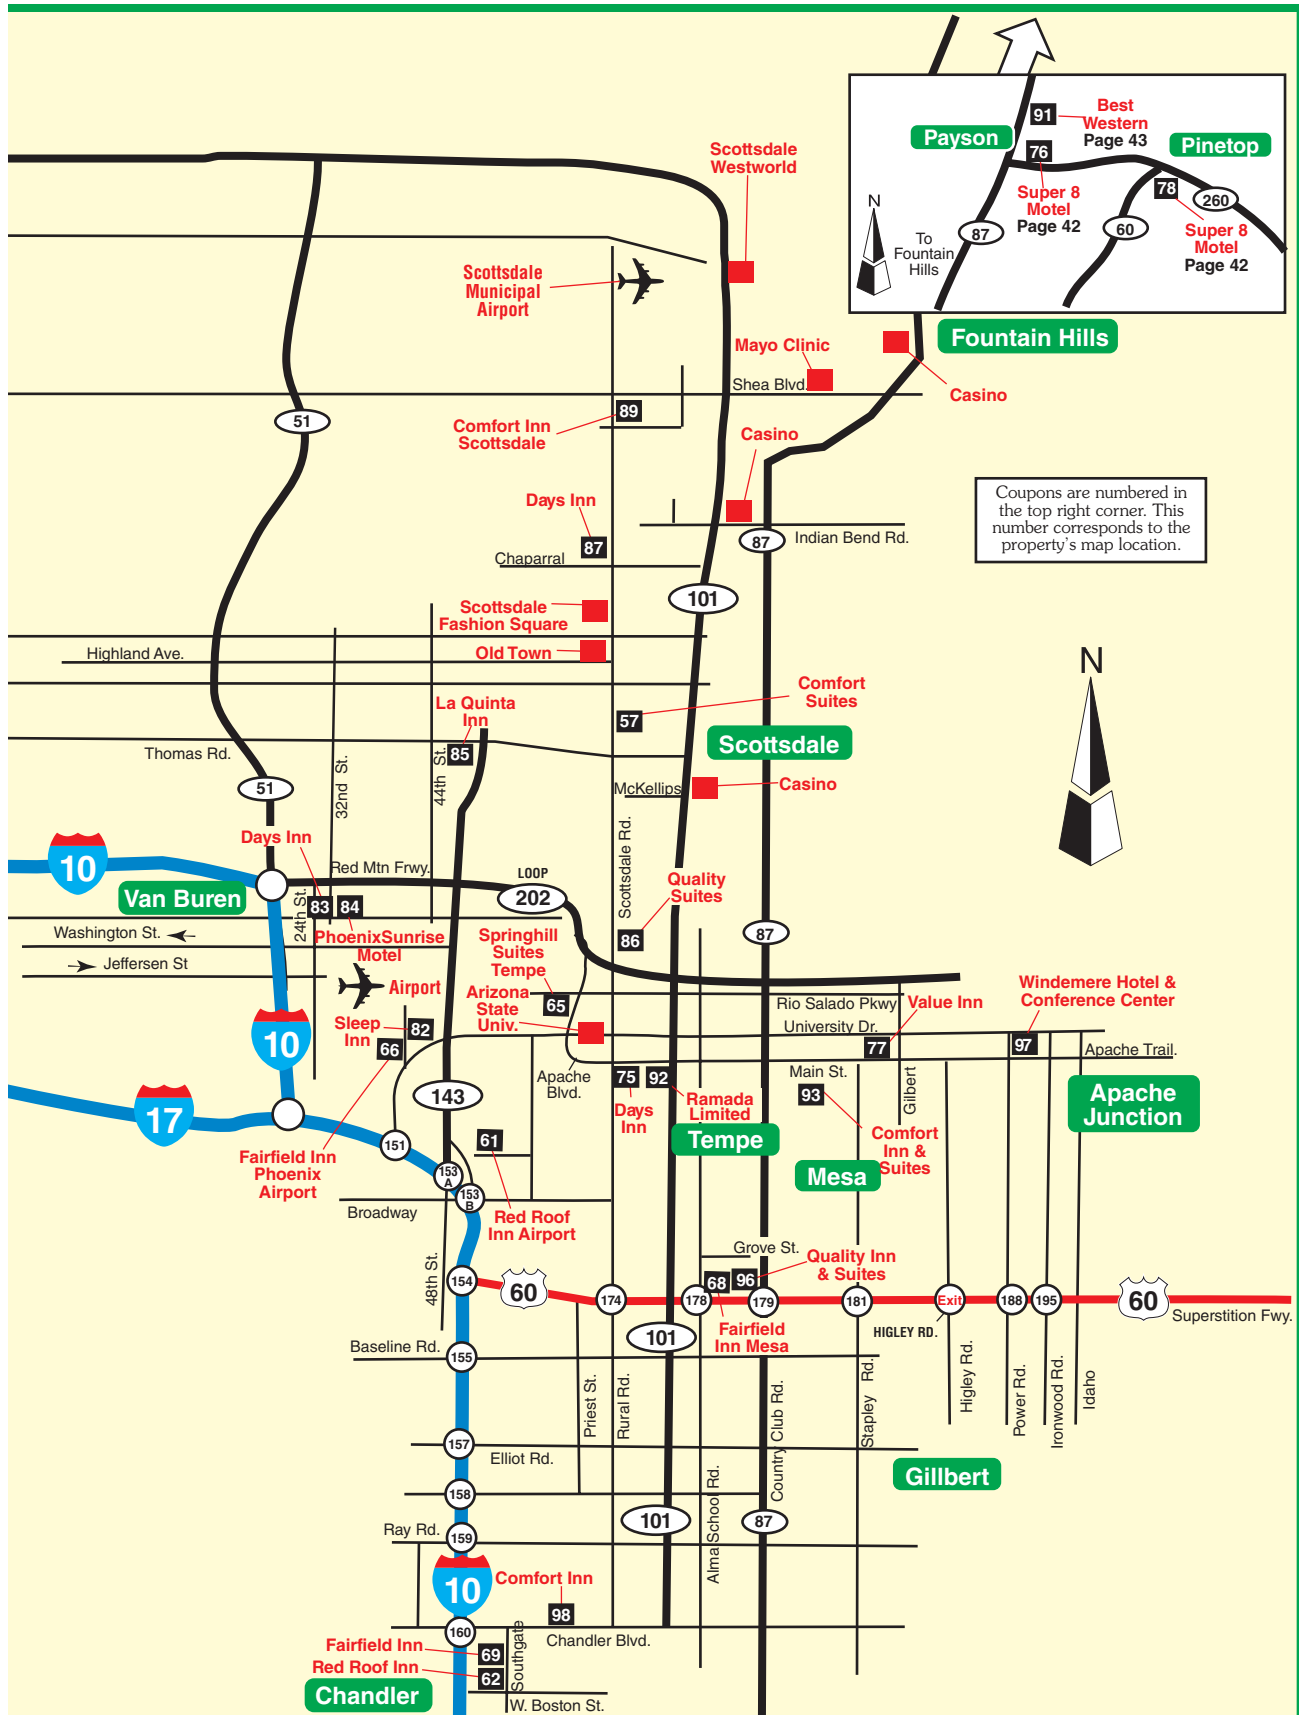 Best
Western
Page 43
91
Payson
Pinetop
76
78
Super 8
Motel
Page 42
260
N
87
60
Super 8
Motel
Page 42
To
Fountain
Hills
Scottsdale
Westworld
Scottsdale
Municipal
Airport
Fountain Hills
Mayo Clinic
Shea Blvd.
Casino
51
89
Comfort Inn
Scottsdale
Casino
Days Inn
87
Chaparral
87
Indian Bend Rd.
Coupons are numbered in
the top right corner. This
number corresponds to the
property's map location.
101
Scottsdale
Fashion Square
Highland Ave.
Old Town
N
Comfort
Suites
57
La Quinta
Inn
85
Scottsdale
Thomas Rd.
32nd St.
44th St.
51
McKellips
Casino
Days Inn
10
Red Mtn Frwy.
LOOP
202
Scottsdale Rd.
Quality
Suites
Van Buren
24th St.
83
84
Washington St.
PhoenixSunrise
Motel
Springhill
Suites
Tempe
86
87
Jeffersen St
Airport
Arizona
State
Univ.
65
Rio Salado Pkwy
University Dr.
Value Inn
Windemere Hotel &
Conference Center
10
Sleep
Inn
82
66
77
97
Apache Trail.
Apache
Blvd.
75
92
Main St.
93
Gilbert
Apache
Junction
17
143
Days
Inn
Ramada
Limited
Tempe
151
61
Comfort
Inn &
Suites
Mesa
Fairfield Inn
Phoenix
Airport
153
A
153
B
Broadway
Red Roof
Inn Airport
48th St.
Grove St.
Quality Inn
& Suites
154
60
174
178
68
96
179
181
Exit
188
195
60
Superstition Fwy.
HIGLEY RD.
101
Fairfield
Inn Mesa
Baseline Rd.
155
Priest St.
Rural Rd.
Alma School Rd.
Country Club Rd.
Stapley Rd.
Higley Rd.
Power Rd.
Ironwood Rd.
Idaho
157
Elliot Rd.
Gillbert
158
101
87
Ray Rd.
159
10
Comfort Inn
98
160
Chandler Blvd.
Fairfield Inn
69
Southgate
Red Roof Inn
62
Chandler
W. Boston St.